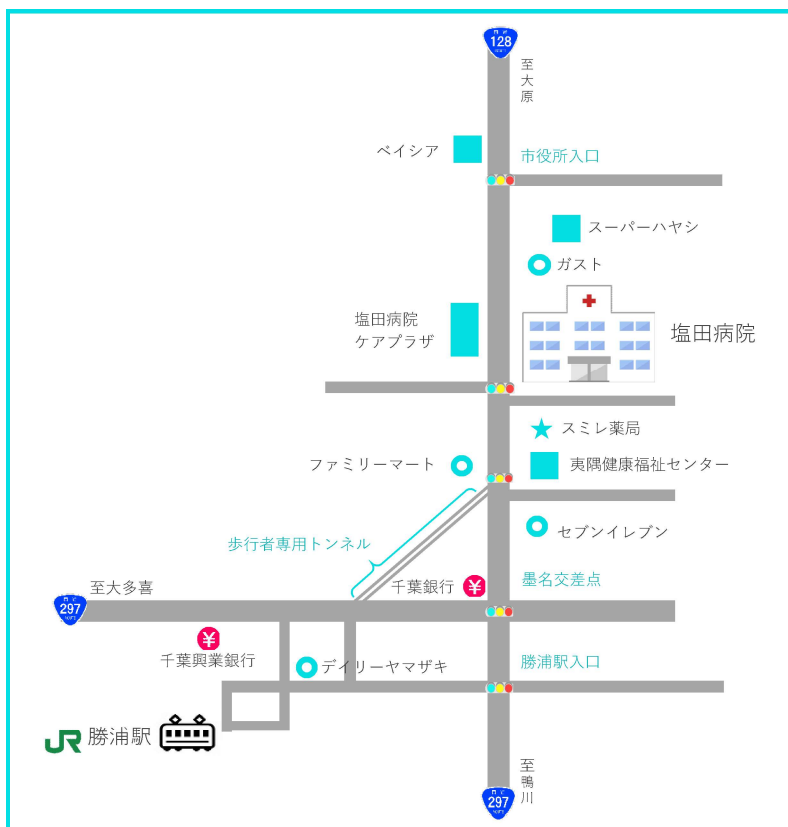 128
至大原
ベイシア
市役所入口
スーパーハヤシ
ガスト
塩田病院
ケアプラザ
塩田病院
スミレ薬局
ファミリーマート
夷隅健康福祉センター
セブンイレブン
歩行者専用トンネル
千葉銀行
墨名交差点
至大多喜
297
千葉興業銀行
デイリーヤマザキ
勝浦駅入口
JR 勝浦駅
至鴨川
297